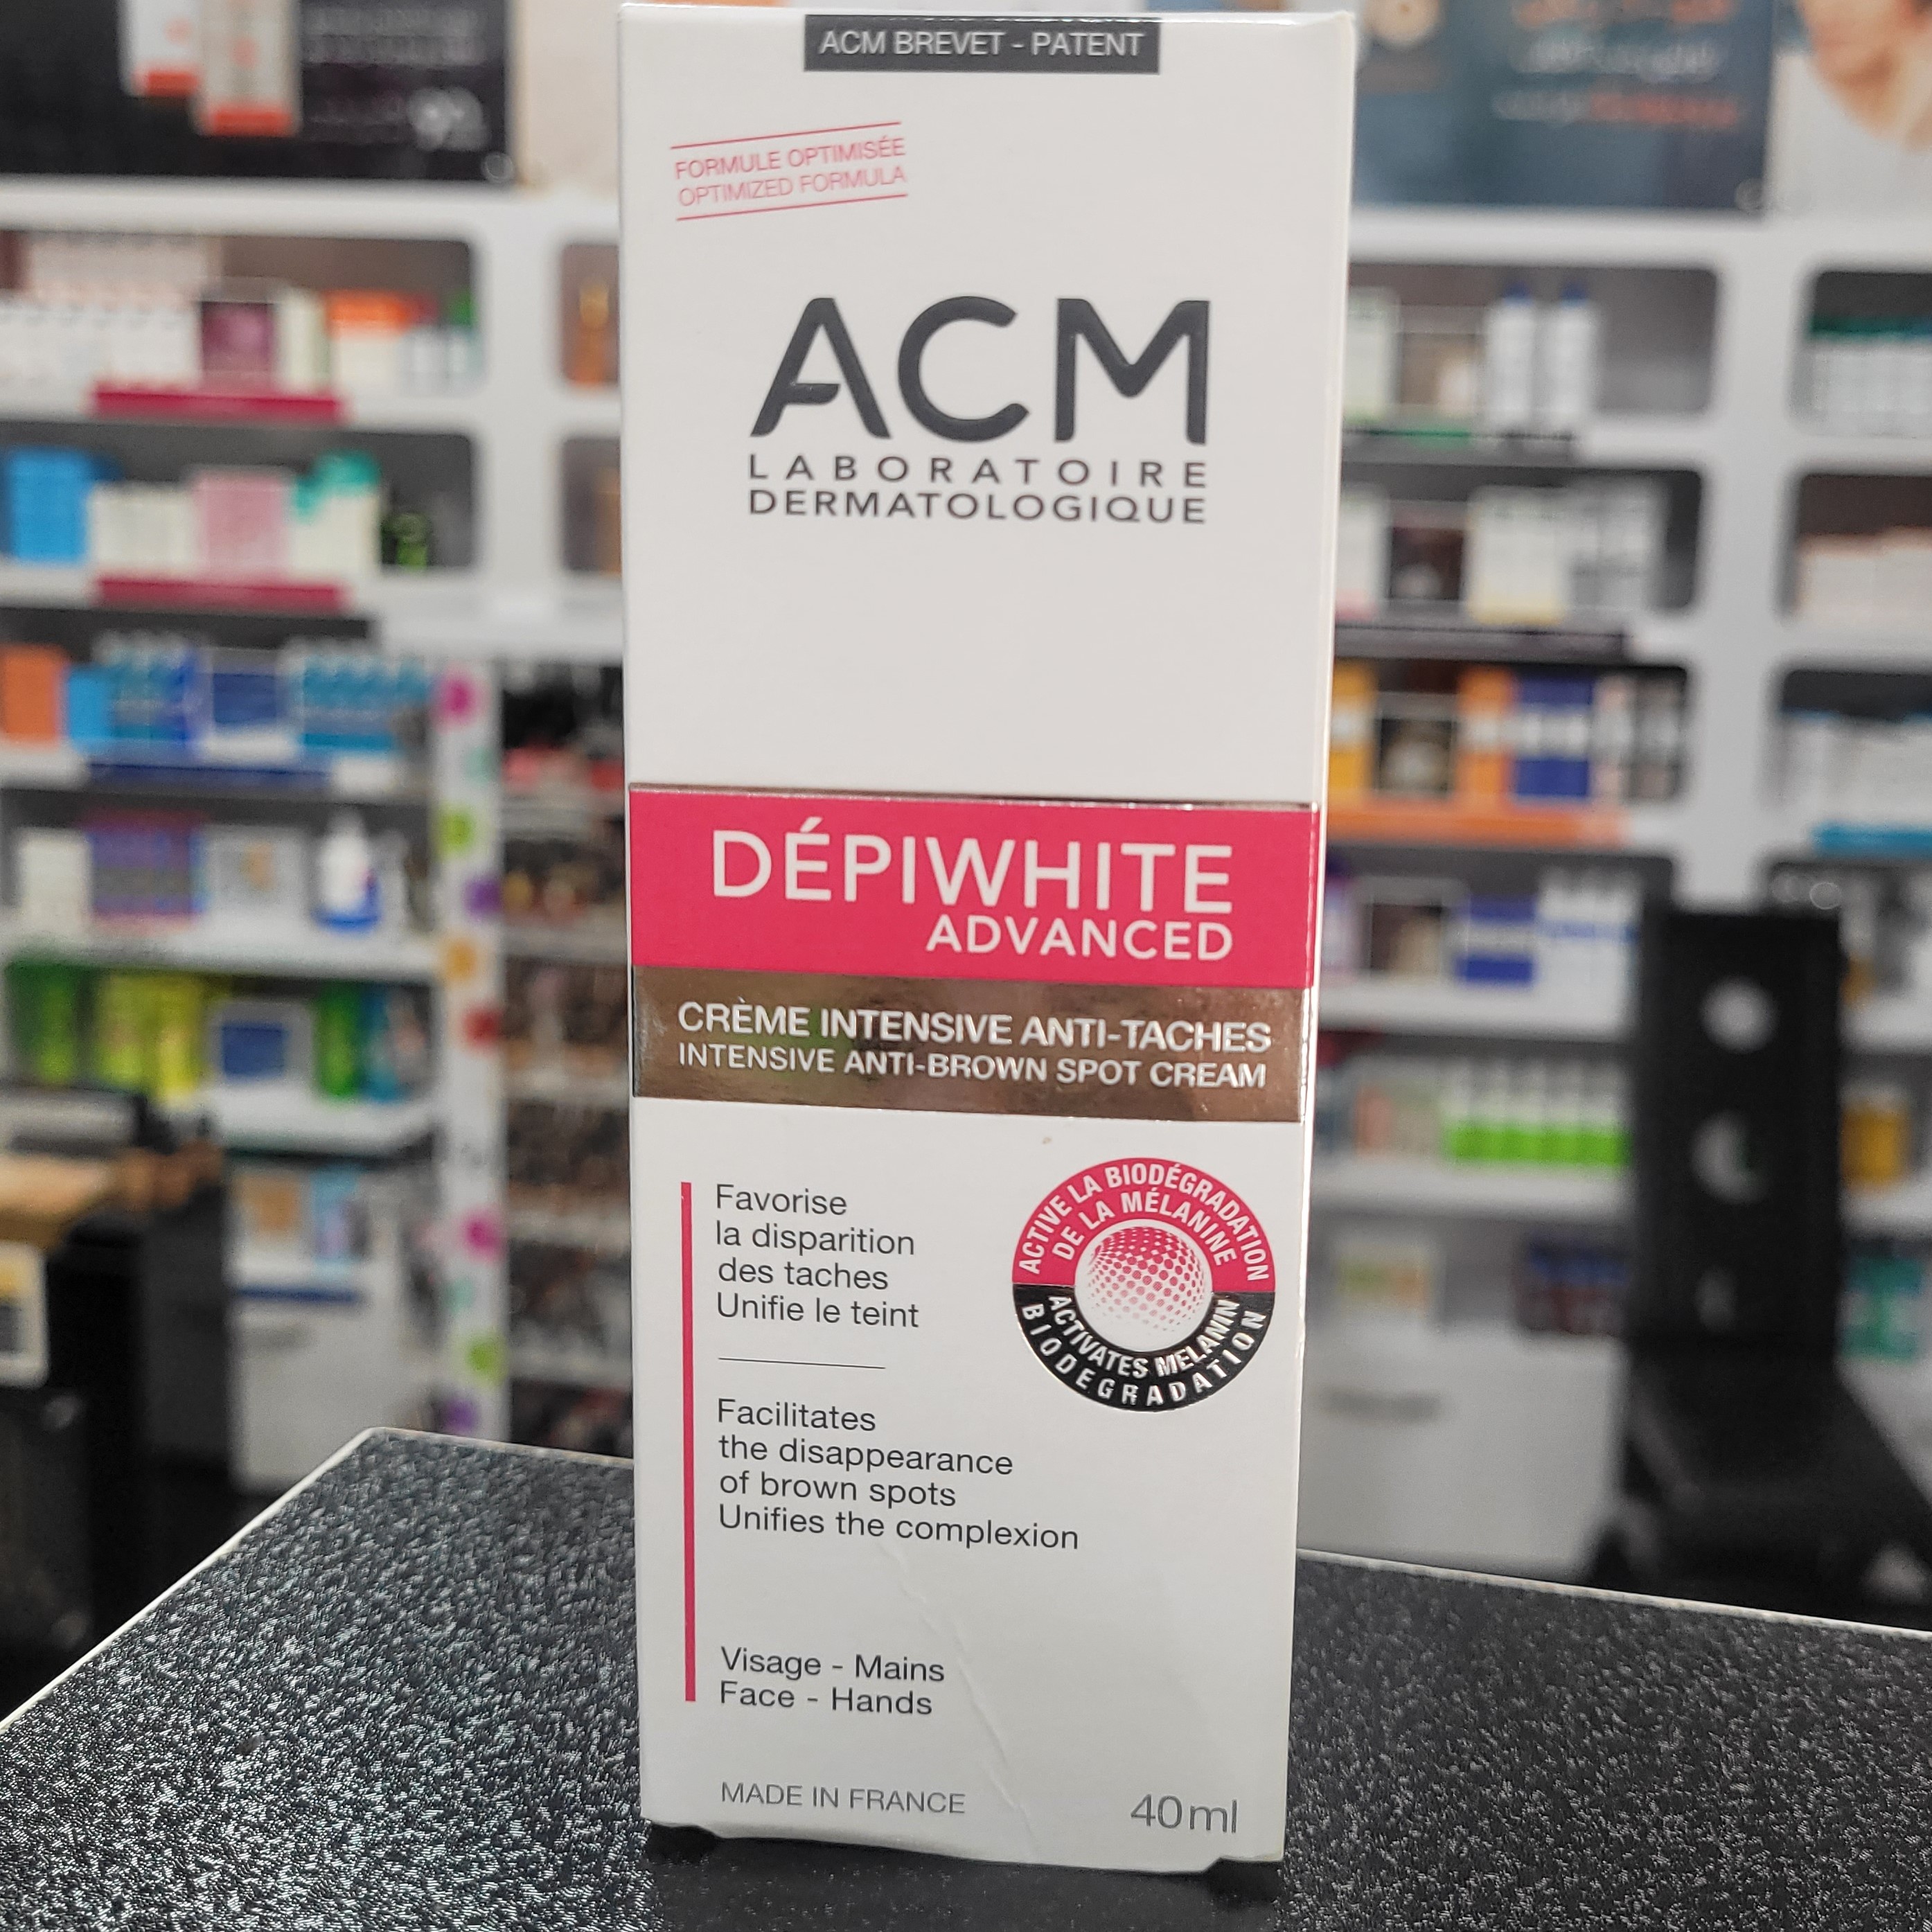 ACM BREVET - PATENT
FORMULE OPTIMISÉE
OPTIMIZED FORMULA
ACM
LABORATOIRE
DERMATOLOGIQUE
DÉPIWHITE
ADVANCED
CRÈME INTENSIVE ANTI-TACHES
INTENSIVE ANTI-BROWN SPOT CREAM
Favorise
la disparition
des taches
Unifie le teint
ACTIVE LA BIODÉGRADATION
DE LA MÉLANINE
ACTIVATES MELANIN
BIODEGRADATION
Facilitates
the disappearance
of brown spots
Unifies the complexion
Visage - Mains
Face - Hands
MADE IN FRANCE
40ml